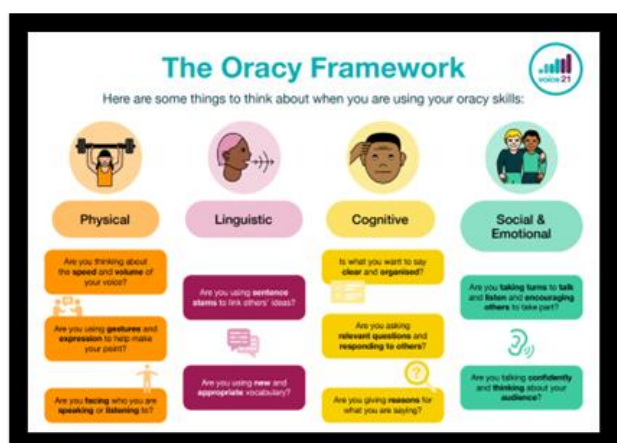 The Oracy Framework
voice 21
Here are some things to think about when you are using your oracy skills:
Physical
Are you thinking about
the speed and volume of
your voice?
Are you using gestures and
expression to help make
your point?
Are you facing who you are
speaking or listening to?
Linguistic
Are you using sentence
stems to link others' ideas?
Are you using new and
appropriate vocabulary?
Cognitive
Is what you want to say
clear and organised?
Are you asking
relevant questions and
responding to others?
Are you giving reasons for
what you are saying?
Social &
Emotional
Are you taking turns to talk
and listen and encouraging
others to take part?
Are you talking confidently
and thinking about your
audience?